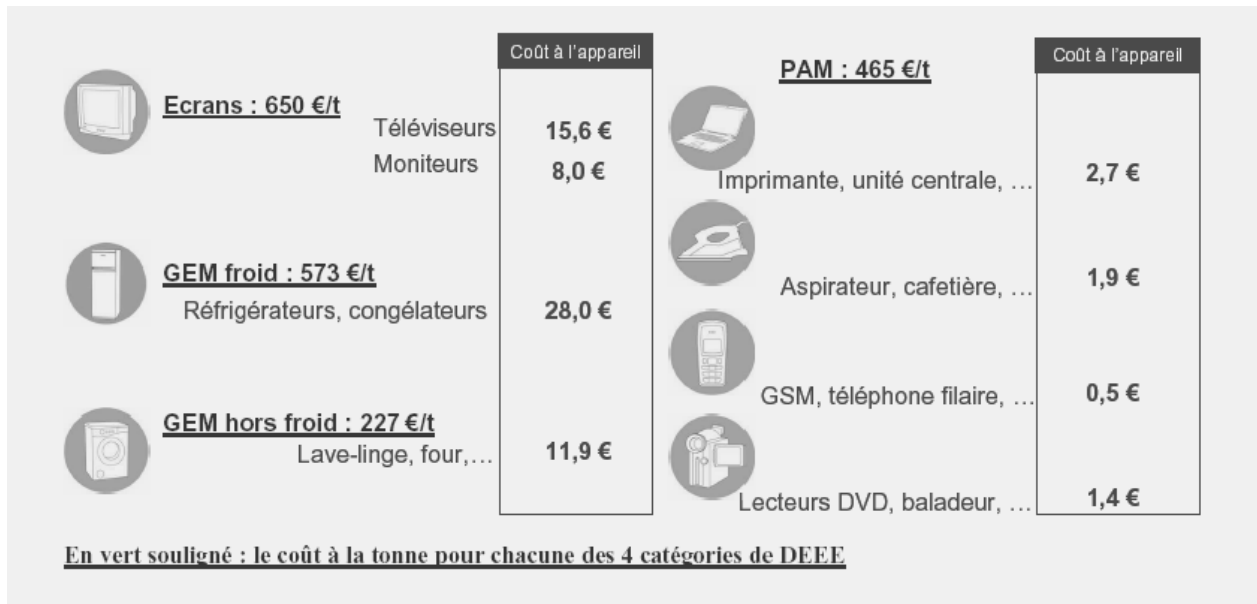 Coût à l'appareil
Ecrans : 650 €/t
Téléviseurs 15,6 €
Moniteurs 8,0 €
GEM froid : 573 €/t
Réfrigérateurs, congélateurs 28,0 €
GEM hors froid : 227 €/t
Lave-linge, four,… 11,9 €
Coût à l'appareil
PAM : 465 €/t
Imprimante, unité centrale, … 2,7 €
Aspirateur, cafetière, … 1,9 €
GSM, téléphone filaire, … 0,5 €
Lecteurs DVD, baladeur, … 1,4 €
En vert souligné : le coût à la tonne pour chacune des 4 catégories de DEEE